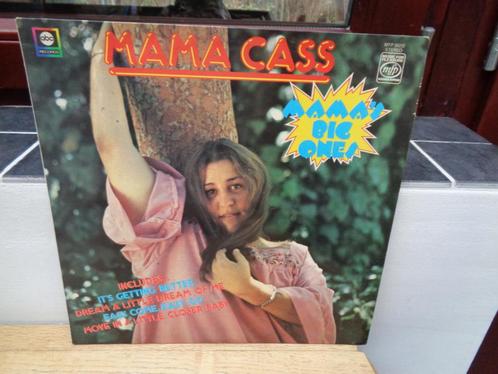 abc
RECORDS
MAMA CASS
STEREO
mfp
MAMA'S
BIG
ONES
INCLUDES
IT'S GETTING BETTER
DREAM A LITTLE DREAM OF ME
EASY COME, EASY GO
MOVE IN A LITTLE CLOSER BABY